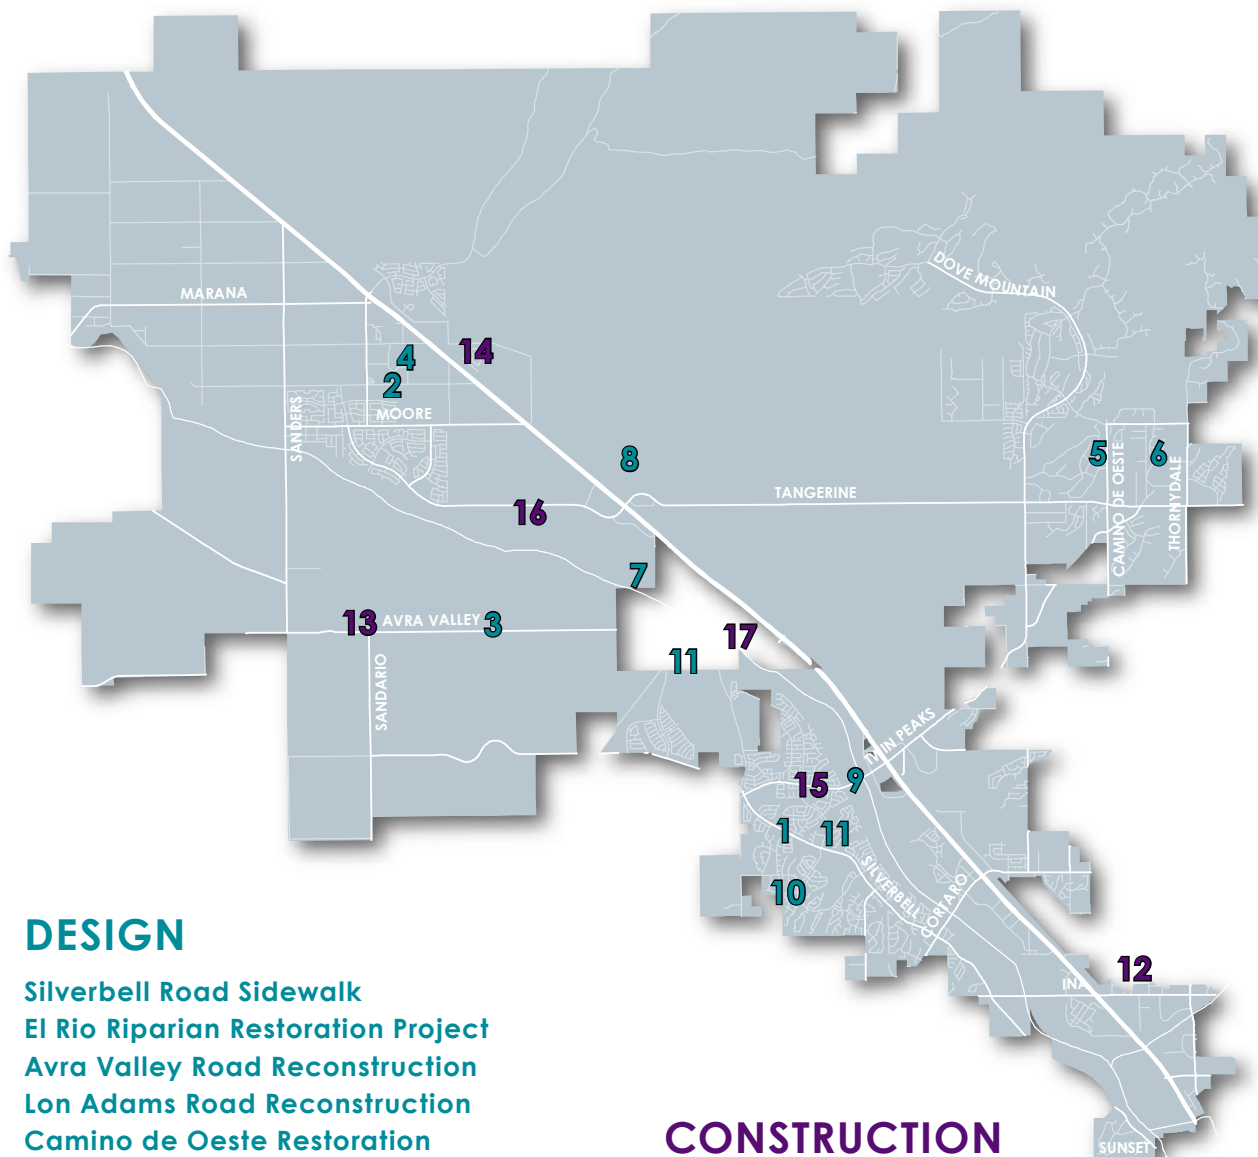 DOVE MOUNTAIN
MARANA
14
4
2
MOORE
SANDERS
8
5
6
CAMINO DE OESTE
THORNYDALE
TANGERINE
16
7
13
AVRA VALLEY
3
17
11
SANDARIO
TWIN PEAKS
15
9
1
11
SILVERBELL
CORTARO
10
12
INA
SUNSET
DESIGN
Silverbell Road Sidewalk
El Rio Riparian Restoration Project
Avra Valley Road Reconstruction
Lon Adams Road Reconstruction
Camino de Oeste Restoration
CONSTRUCTION